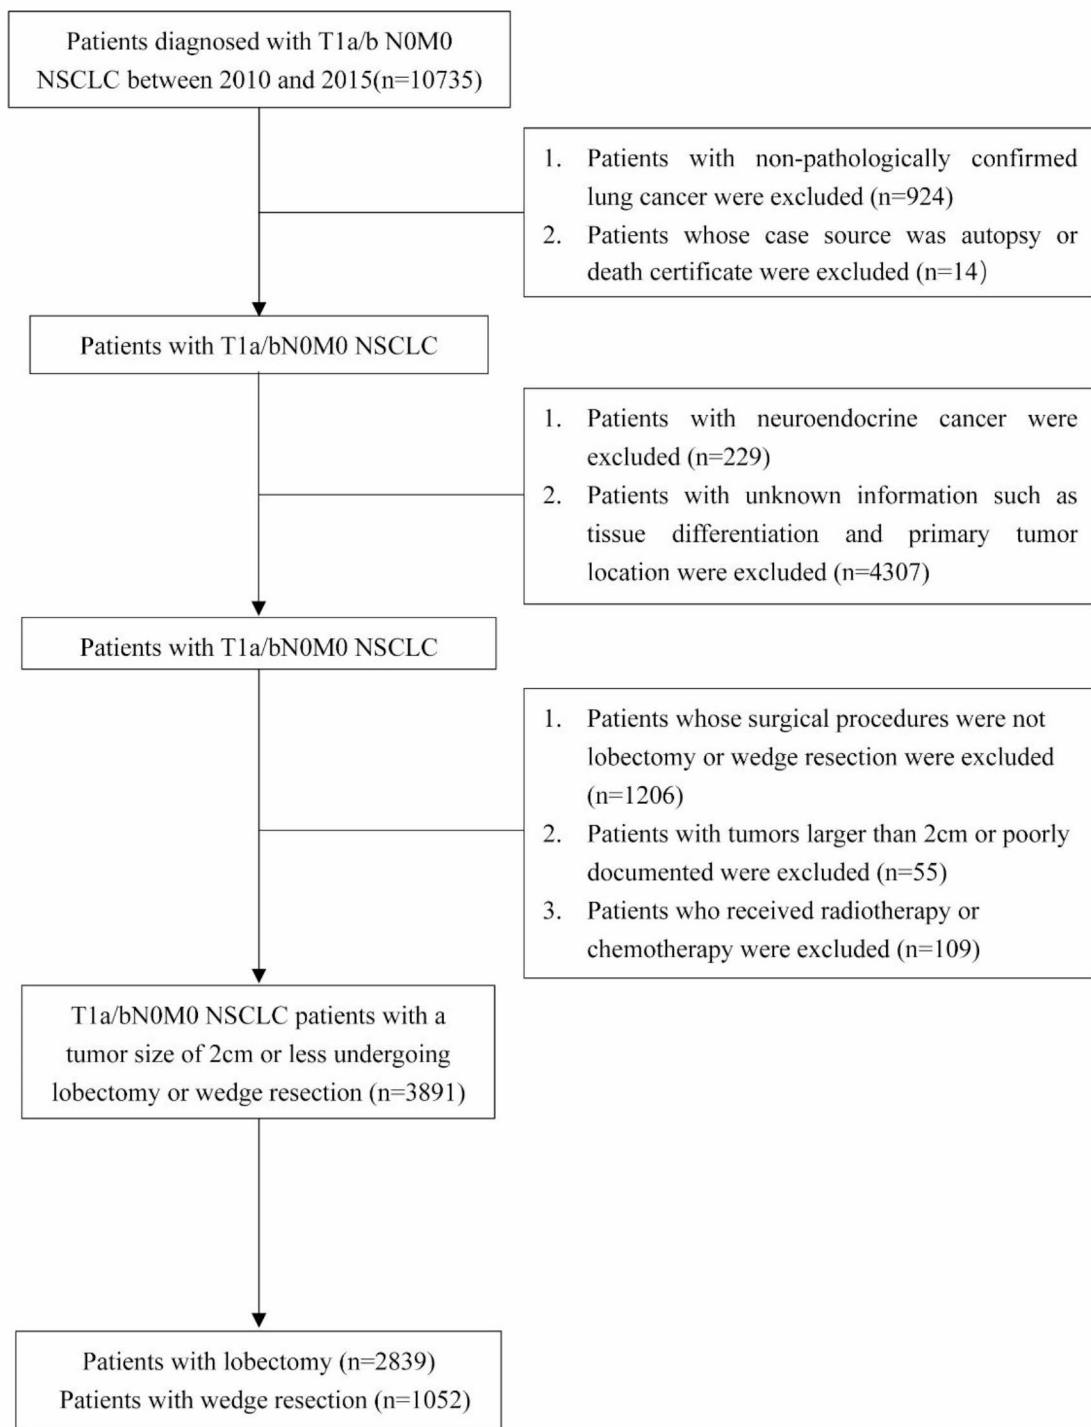 Patients diagnosed with T1a/b N0M0
NSCLC between 2010 and 2015(n=10735)
1. Patients with non-pathologically confirmed
lung cancer were excluded (n=924)
2. Patients whose case source was autopsy or
death certificate were excluded (n=14）
Patients with T1a/bN0M0 NSCLC
1. Patients with neuroendocrine cancer were
excluded (n=229)
2. Patients with unknown information such as
tissue differentiation and primary tumor
location were excluded (n=4307)
Patients with T1a/bN0M0 NSCLC
1. Patients whose surgical procedures were not
lobectomy or wedge resection were excluded
(n=1206)
2. Patients with tumors larger than 2cm or poorly
documented were excluded (n=55)
3. Patients who received radiotherapy or
chemotherapy were excluded (n=109)
T1a/bN0M0 NSCLC patients with a
tumor size of 2cm or less undergoing
lobectomy or wedge resection (n=3891)
Patients with lobectomy (n=2839)
Patients with wedge resection (n=1052)